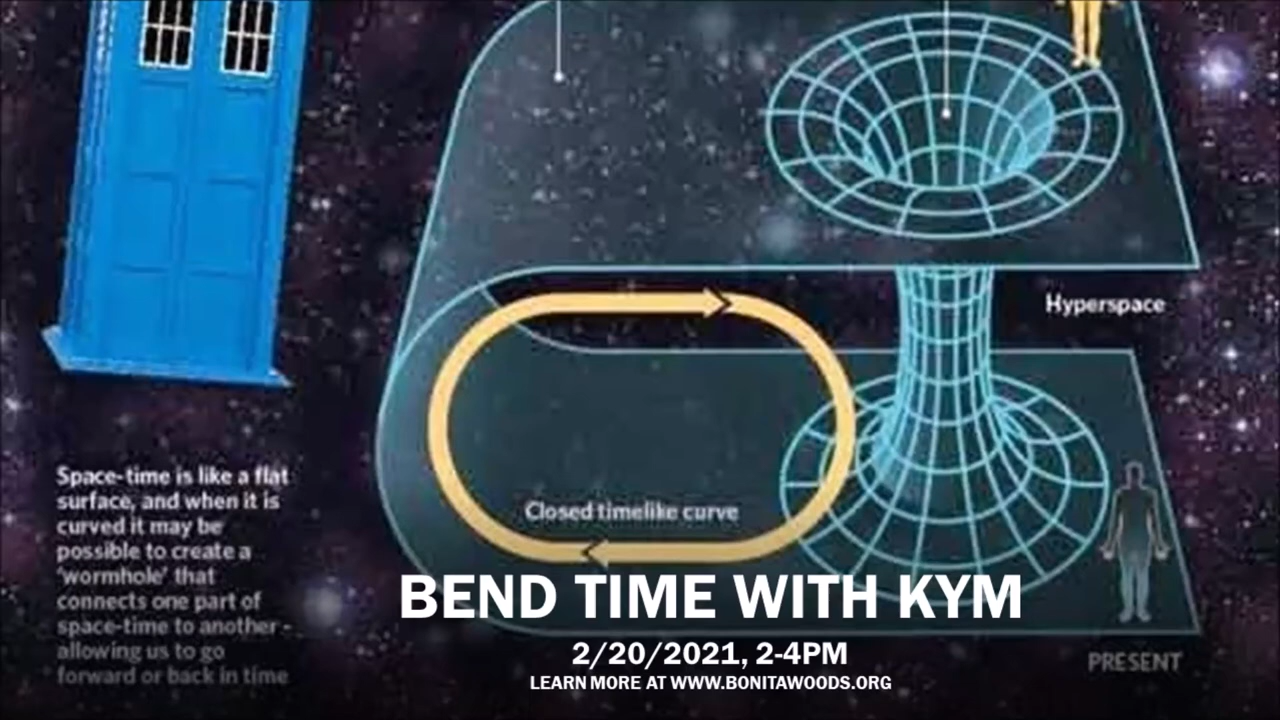 Hyperspace
Closed timelike curve
Space-time is like a flat
surface, and when it is
curved it may be
possible to create a
'wormhole' that
connects one part of
space-time to another -
allowing us to go
forward or back in time
PRESENT
BEND TIME WITH KYM
2/20/2021, 2-4PM
LEARN MORE AT WWW.BONITAWOODS.ORG